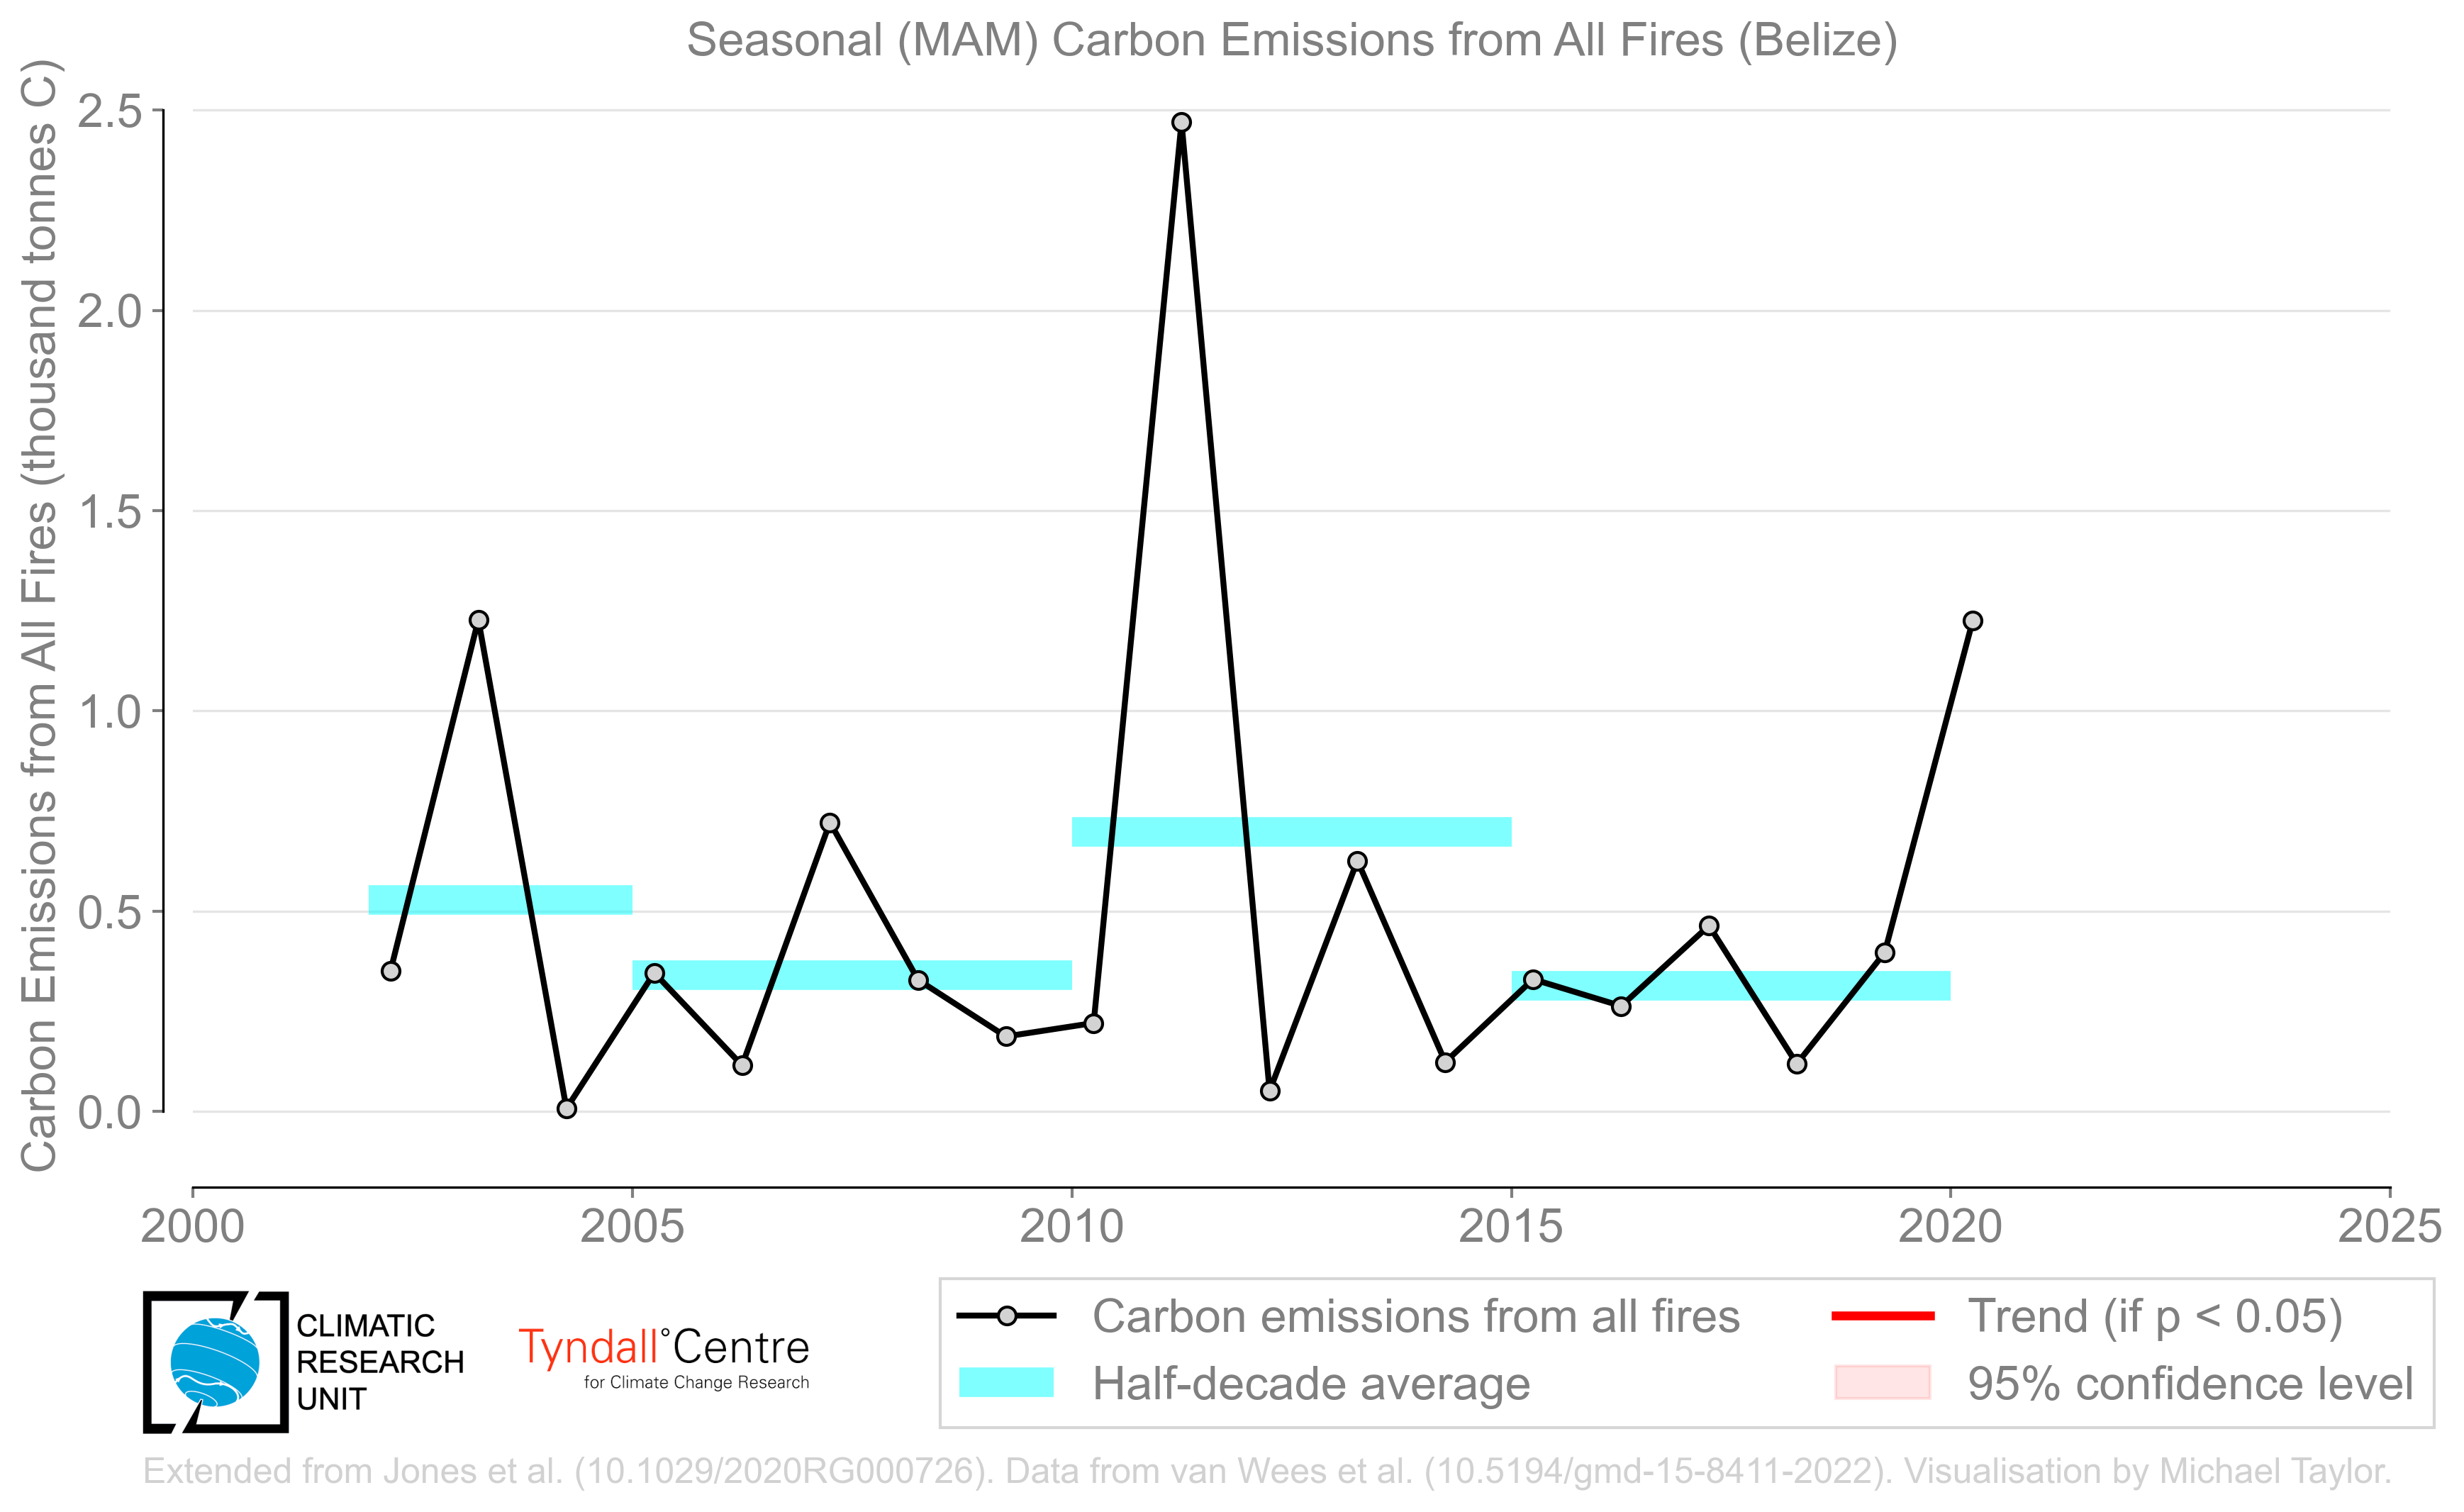 Seasonal (MAM) Carbon Emissions from All Fires (Belize)
Carbon Emissions from All Fires (thousand tonnes C)
2.5
2.0
1.5
1.0
0.5
0.0
2000 2005 2010 2015 2020 2025
CLIMATIC
RESEARCH
UNIT
Tyndall°Centre
for Climate Change Research
Carbon emissions from all fires
Half-decade average
Trend (if p < 0.05)
95% confidence level
Extended from Jones et al. (10.1029/2020RG000726). Data from van Wees et al. (10.5194/gmd-15-8411-2022). Visualisation by Michael Taylor.